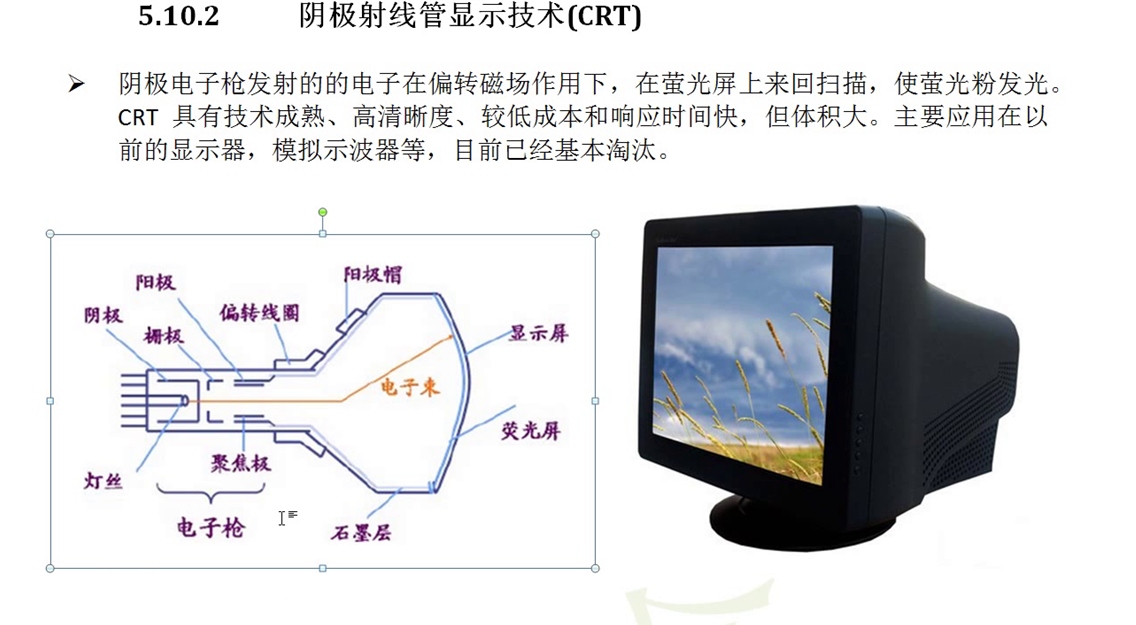 5.10.2 阴极射线管显示技术(CRT)
➢ 阴极电子枪发射的的电子在偏转磁场作用下，在萤光屏上来回扫描，使萤光粉发光。
CRT 具有技术成熟、高清晰度、较低成本和响应时间快，但体积大。主要应用在以
前的显示器，模拟示波器等，目前已经基本淘汰。
阳极帽
阳极
阴极
偏转线圈
栅极
显示屏
电子束
荧光屏
聚焦极
灯丝
电子枪
石墨层